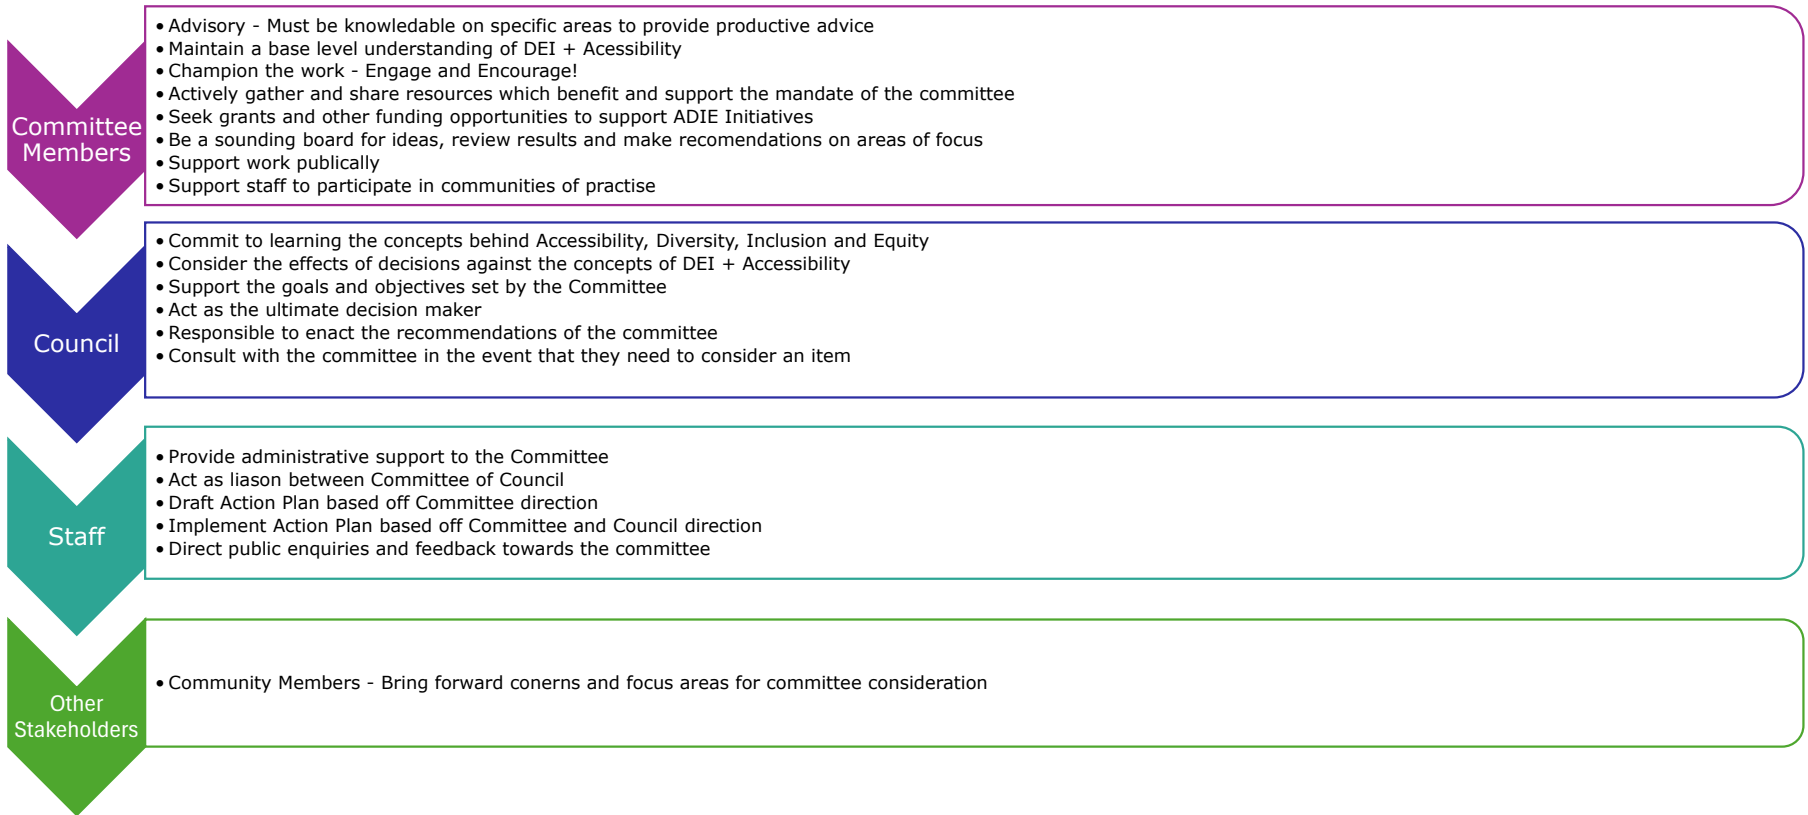 Committee
Members
• Advisory - Must be knowledable on specific areas to provide productive advice
• Maintain a base level understanding of DEI + Acessibility
• Champion the work - Engage and Encourage!
• Actively gather and share resources which benefit and support the mandate of the committee
• Seek grants and other funding opportunities to support ADIE Initiatives
• Be a sounding board for ideas, review results and make recomendations on areas of focus
• Support work publically
• Support staff to participate in communities of practise
Council
• Commit to learning the concepts behind Accessibility, Diversity, Inclusion and Equity
• Consider the effects of decisions against the concepts of DEI + Accessibility
• Support the goals and objectives set by the Committee
• Act as the ultimate decision maker
• Responsible to enact the recommendations of the committee
• Consult with the committee in the event that they need to consider an item
Staff
• Provide administrative support to the Committee
• Act as liason between Committee of Council
• Draft Action Plan based off Committee direction
• Implement Action Plan based off Committee and Council direction
• Direct public enquiries and feedback towards the committee
Other
Stakeholders
• Community Members - Bring forward conerns and focus areas for committee consideration